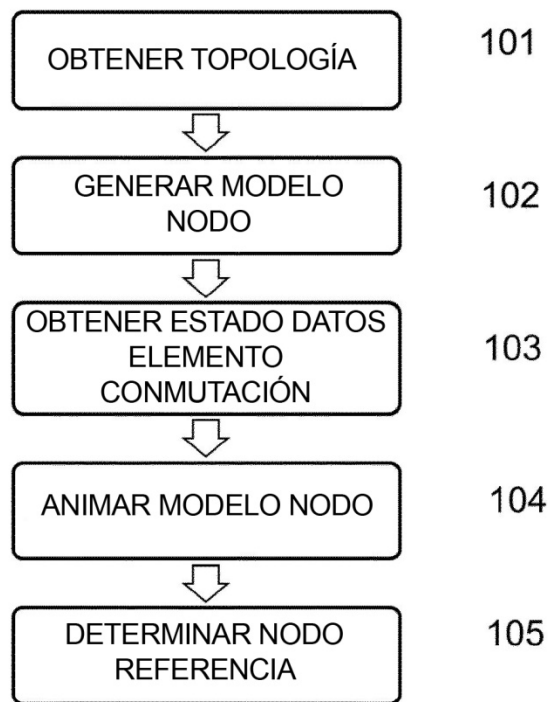 OBTENER TOPOLOGÍA
101
GENERAR MODELO
NODO
102
OBTENER ESTADO DATOS
ELEMENTO
CONMUTACIÓN
103
ANIMAR MODELO NODO
104
DETERMINAR NODO
REFERENCIA
105